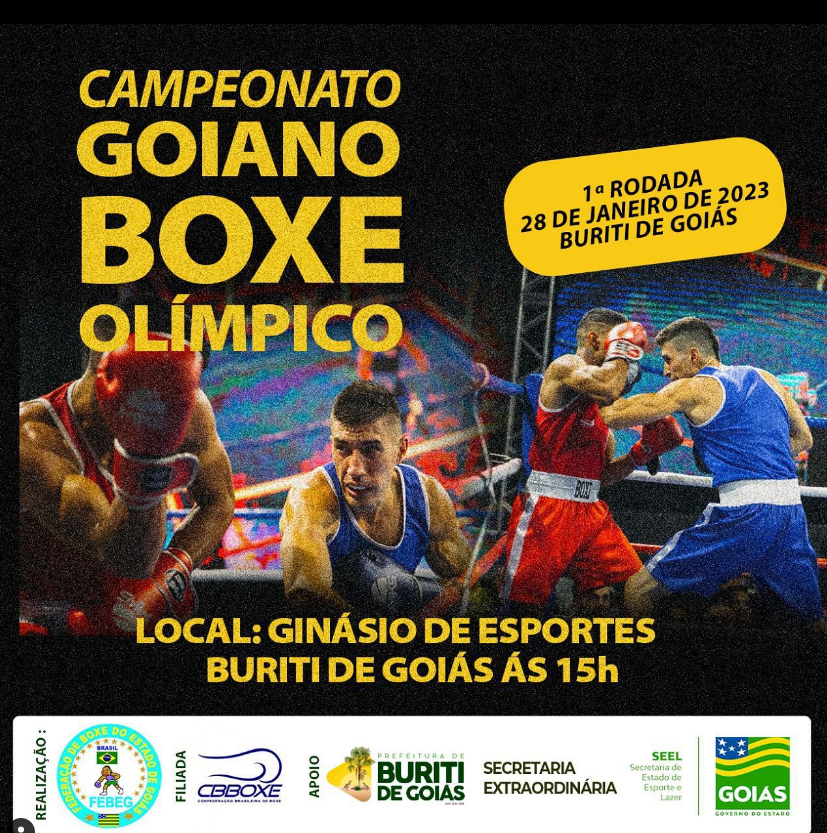 CAMPEONATO
GOIANO
BOXE
OLÍMPICO
1ª RODADA
28 DE JANEIRO DE 2023
BURITI DE GOIÁS
BOXE
LOCAL: GINÁSIO DE ESPORTES
BURITI DE GOIÁS ÁS 15h
REALIZAÇÃO :
FEDERAÇÃO DE BOXE DO ESTADO DE GOIÁS
BRASIL
FEBEG
FILIADA
CBBOXE
CONFEDERAÇÃO BRASILEIRA DE BOXE
APOIO
PREFEITURA DE
BURITI
DE GOIÁS
SECRETARIA
EXTRAORDINÁRIA
SEEL
Secretaria de
Estado de
Esporte e
Lazer
GOIÁS
GOVERNO DO ESTADO